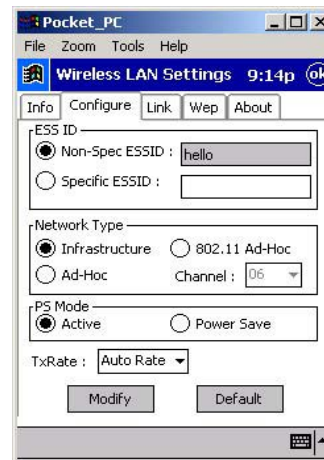 Pocket_PC
File Zoom Tools Help
Wireless LAN Settings 9:14p ok
Info Configure Link Wep About
ESS ID
Non-Spec ESSID : hello
Specific ESSID :
Network Type
Infrastructure 802.11 Ad-Hoc
Ad-Hoc Channel : 06
PS Mode
Active Power Save
TxRate : Auto Rate
Modify Default